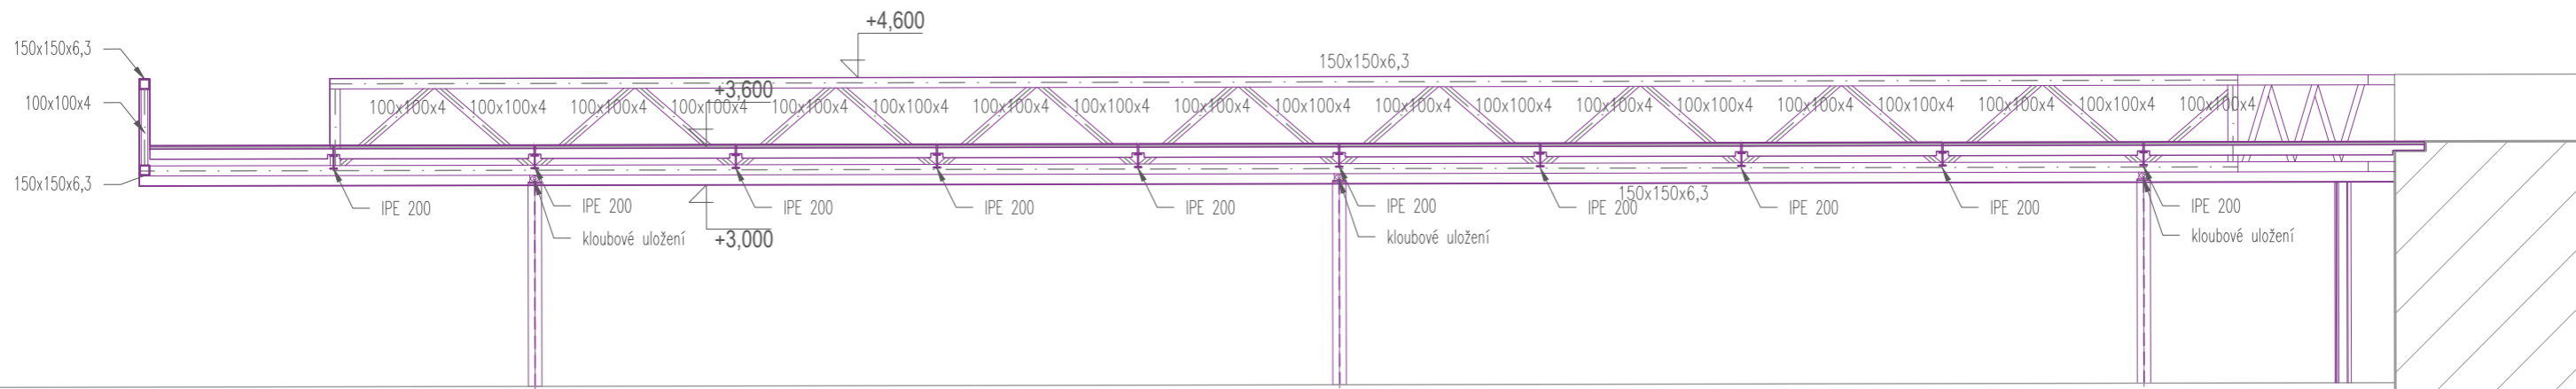 +4,600
150x150x6,3
150x150x6,3
+3,600
100x100x4
100x100x4 100x100x4 100x100x4 100x100x4 100x100x4 100x100x4 100x100x4 100x100x4 100x100x4 100x100x4 100x100x4 100x100x4 100x100x4 100x100x4 100x100x4 100x100x4 100x100x4 100x100x4 100x100x4
150x150x6,3
150x150x6,3
IPE 200 IPE 200 IPE 200 IPE 200 IPE 200 IPE 200 IPE 200 IPE 200 IPE 200 IPE 200
kloubové uložení kloubové uložení kloubové uložení
+3,000